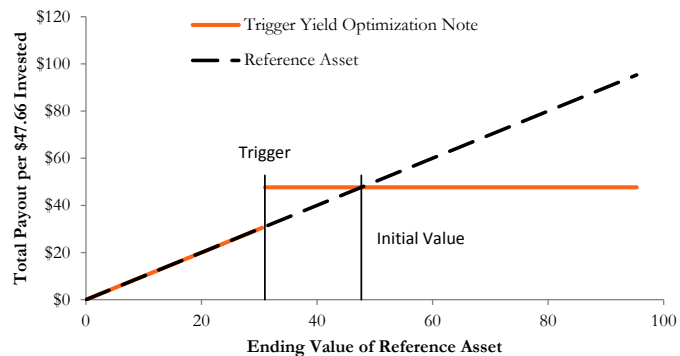 $120
$100
$80
$60
$40
$20
$0
Total Payout per $47.66 Invested
Trigger Yield Optimization Note
Reference Asset
Trigger
Initial Value
0
20
40
60
80
100
Ending Value of Reference Asset